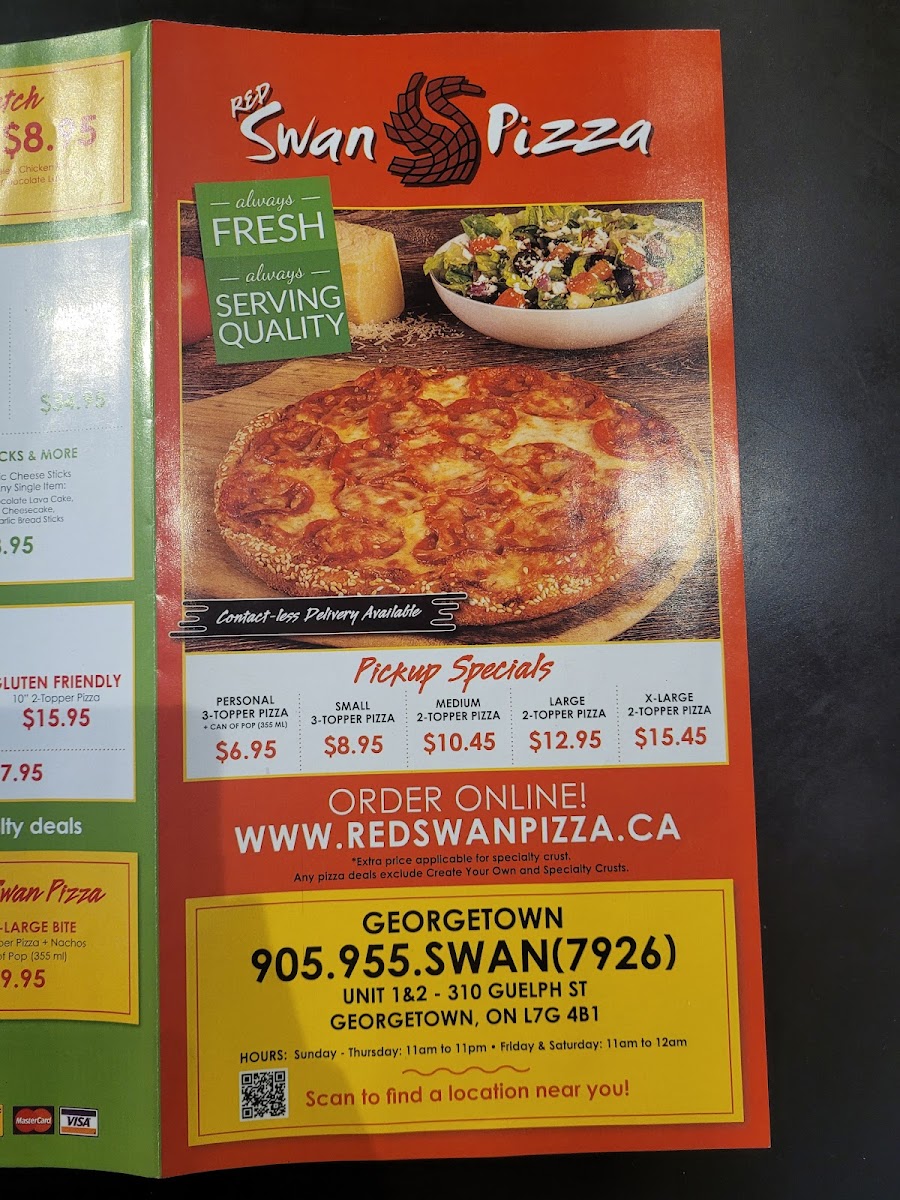 RED
Swan Pizza
always
FRESH
always
SERVING
QUALITY
Contact-less Delivery Available
Pickup Specials
PERSONAL
3-TOPPER PIZZA
+ CAN OF POP (355 ML)
$6.95
SMALL
3-TOPPER PIZZA
$8.95
MEDIUM
2-TOPPER PIZZA
$10.45
LARGE
2-TOPPER PIZZA
$12.95
X-LARGE
2-TOPPER PIZZA
$15.45
ORDER ONLINE!
WWW.REDSWANPIZZA.CA
*Extra price applicable for specialty crust.
Any pizza deals exclude Create Your Own and Specialty Crusts.
GEORGETOWN
905.955.SWAN(7926)
UNIT 1&2 - 310 GUELPH ST
GEORGETOWN, ON L7G 4B1
HOURS: Sunday - Thursday: 11am to 11pm • Friday & Saturday: 11am to 12am
Scan to find a location near you!
$8.95
Chicken
$34.95
& MORE
Cheese Sticks
Single Item:
Lava Cake,
Cheesecake,
Bread Sticks
.95
GLUTEN FRIENDLY
10" 2-Topper Pizza
$15.95
7.95
deals
Swan Pizza
-LARGE BITE
Pizza + Nachos
of Pop (355 ml)
9.95
MasterCard
VISA